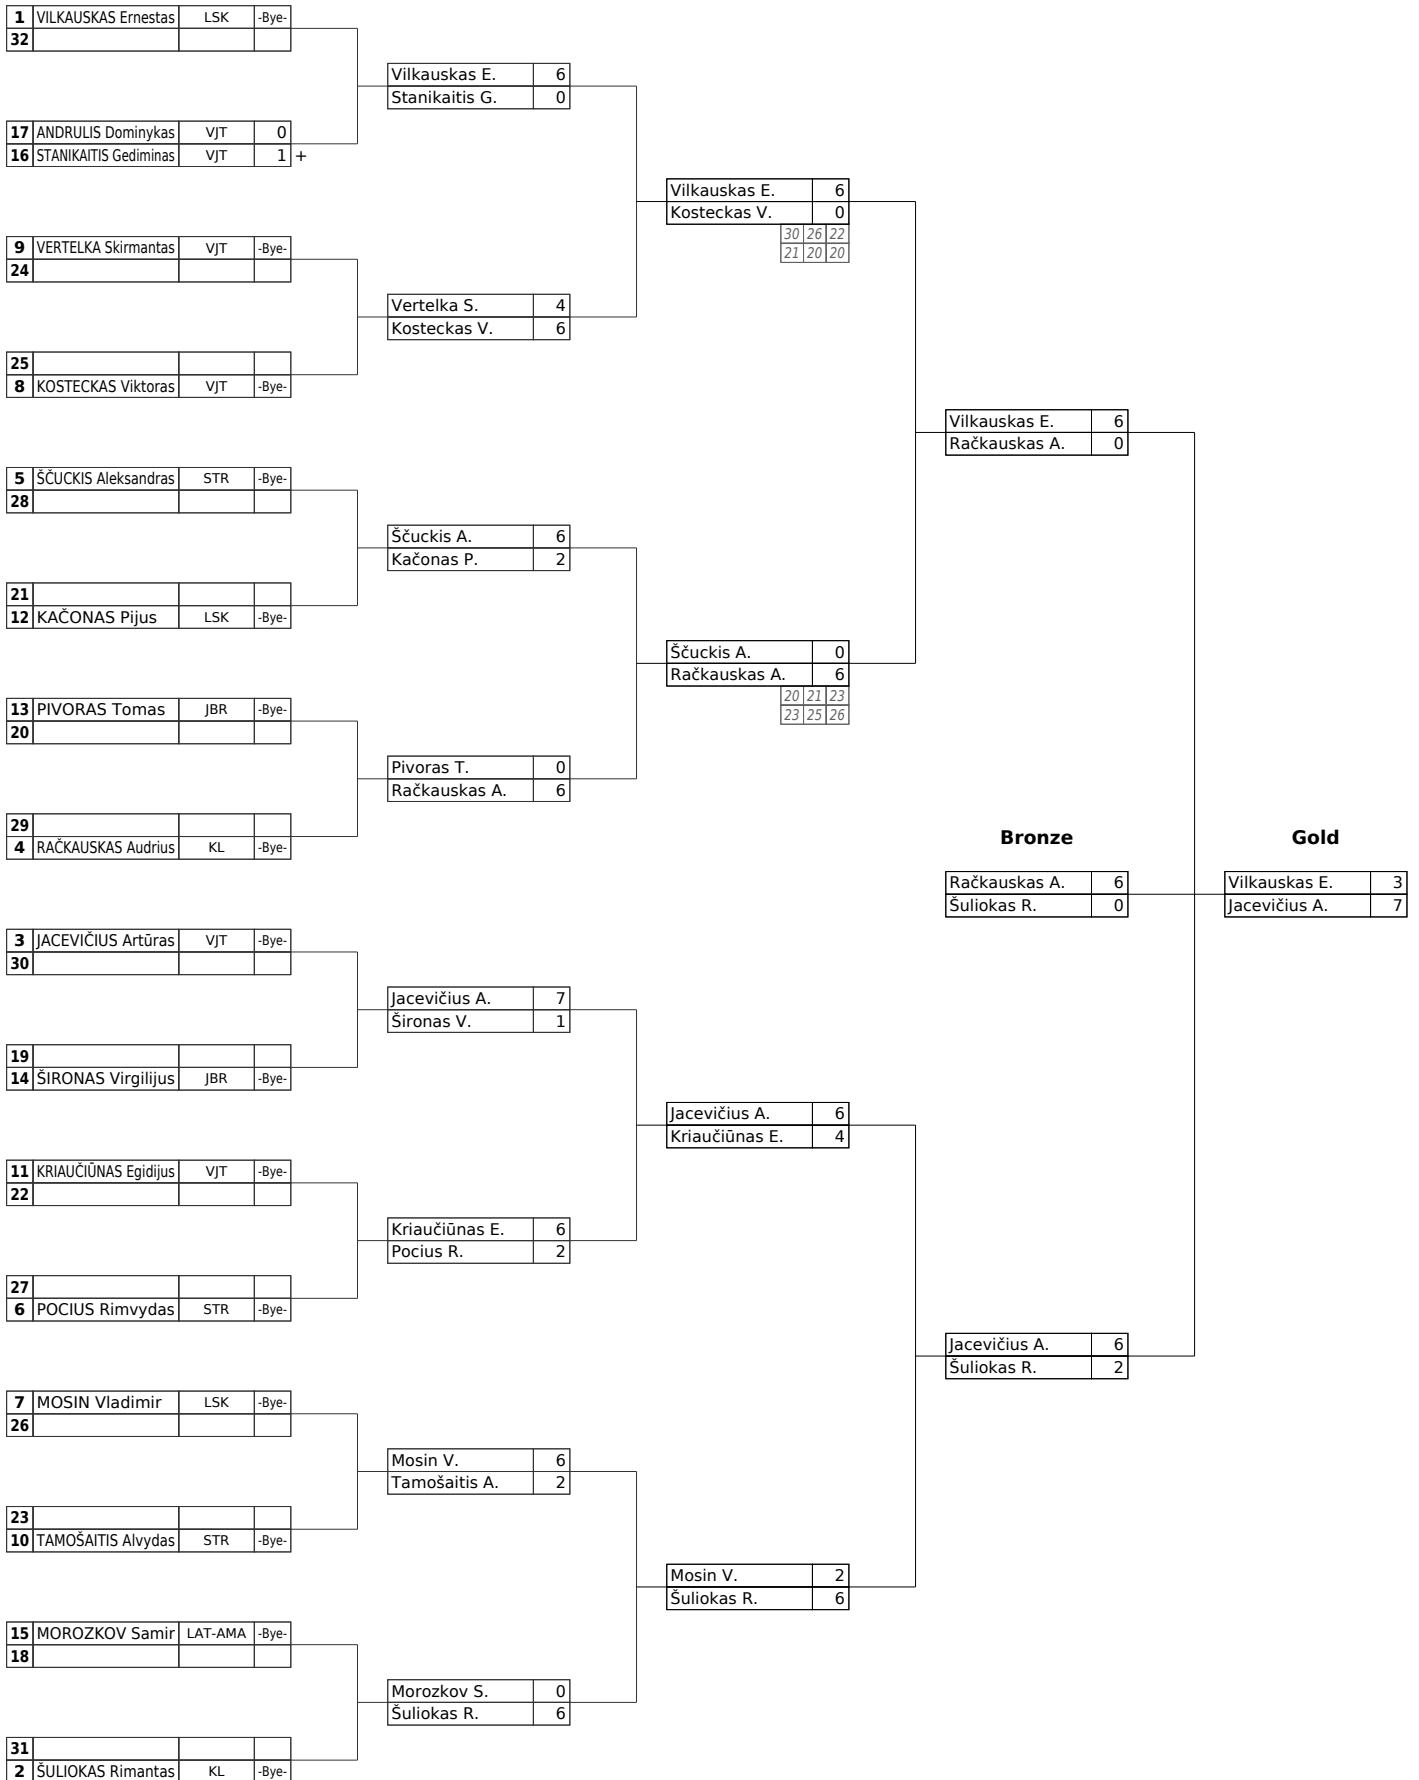 1 VILKAUSKAS Ernestas LSK -Bye-
32
17 ANDRULIS Dominykas VJT 0
16 STANIKAITIS Gediminas VJT 1 +
9 VERTELKA Skirmantas VJT -Bye-
24
25
8 KOSTECKAS Viktoras VJT -Bye-
5 ŠČUCKIS Aleksandras STR -Bye-
28
21
12 KAČONAS Pijus LSK -Bye-
13 PIVORAS Tomas JBR -Bye-
20
29
4 RAČKAUSKAS Audrius KL -Bye-
3 JACEVIČIUS Artūras VJT -Bye-
30
19
14 ŠIRONAS Virgilijus JBR -Bye-
11 KRIAUČIŪNAS Egidijus VJT -Bye-
22
27
6 POCIUS Rimvydas STR -Bye-
7 MOSIN Vladimir LSK -Bye-
26
23
10 TAMOŠAITIS Alvydas STR -Bye-
15 MOROZKOV Samir LAT-AMA -Bye-
18
31
2 ŠULIOKAS Rimantas KL -Bye-
Vilkauskas E. 6
Stanikaitis G. 0
Vertelka S. 4
Kosteckas V. 6
Ščuckis A. 6
Kačonas P. 2
Pivoras T. 0
Račkauskas A. 6
Jacevičius A. 7
Šironas V. 1
Kriaučiūnas E. 6
Pocius R. 2
Mosin V. 6
Tamošaitis A. 2
Morozkov S. 0
Šuliokas R. 6
Vilkauskas E. 6
Kosteckas V. 0
30 26 22
21 20 20
Ščuckis A. 0
Račkauskas A. 6
20 21 23
23 25 26
Jacevičius A. 6
Kriaučiūnas E. 4
Mosin V. 2
Šuliokas R. 6
Vilkauskas E. 6
Račkauskas A. 0
Jacevičius A. 6
Šuliokas R. 2
Bronze
Račkauskas A. 6
Šuliokas R. 0
Gold
Vilkauskas E. 3
Jacevičius A. 7